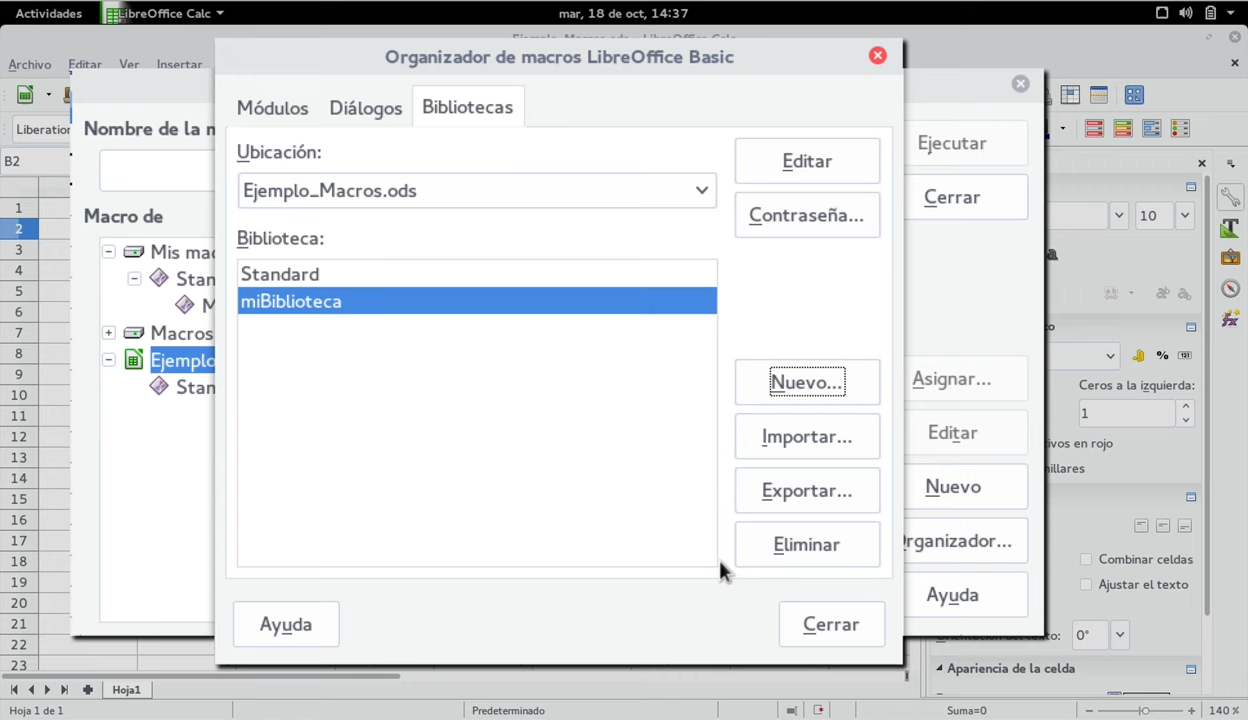 Actividades
LibreOffice Calc
mar, 18 de oct, 14:37
Archivo Editar Ver Insertar
Organizador de macros LibreOffice Basic
Módulos Diálogos Bibliotecas
Ubicación:
Ejemplo_Macros.ods
Biblioteca:
Standard
miBiblioteca
Editar
Contraseña...
Nuevo...
Importar...
Exportar...
Eliminar
Ayuda
Cerrar
Nombre de la m
Macro de
Mis mac
Stan
M
Macros
Ejemplo
Stan
Ejecutar
Cerrar
Asignar...
Editar
Nuevo
Organizador...
Ayuda
Liberation
B2
1
2
3
4
5
6
7
8
9
10
11
12
13
14
15
16
17
18
19
20
21
22
23
10
%
Ceros a la izquierda:
1
tivos en rojo
millares
Combinar celdas
Ajustar el texto
Orientación del texto: 0°
Apariencia de la celda
Hoja1
Hoja 1 de 1
Predeterminado
Suma=0
140 %